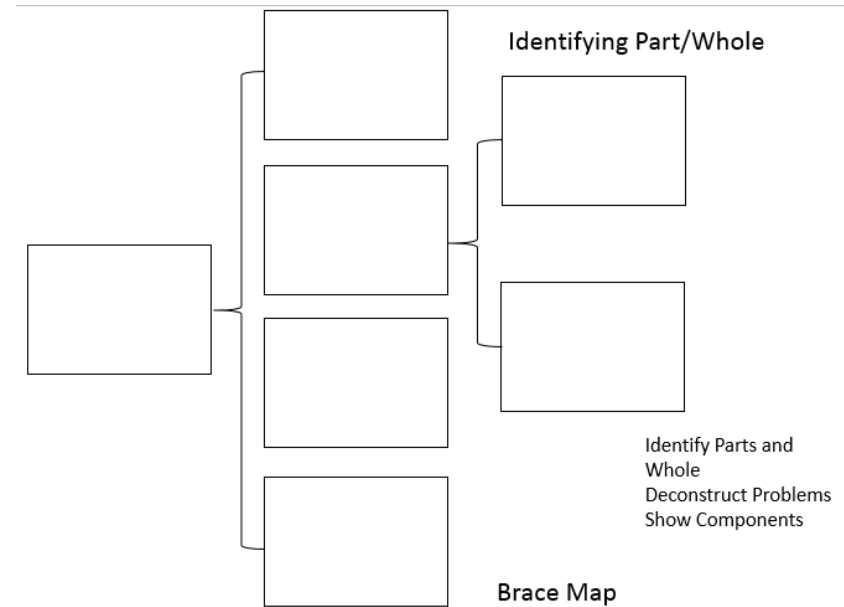 Identifying Part/Whole
Identify Parts and
Whole
Deconstruct Problems
Show Components
Brace Map